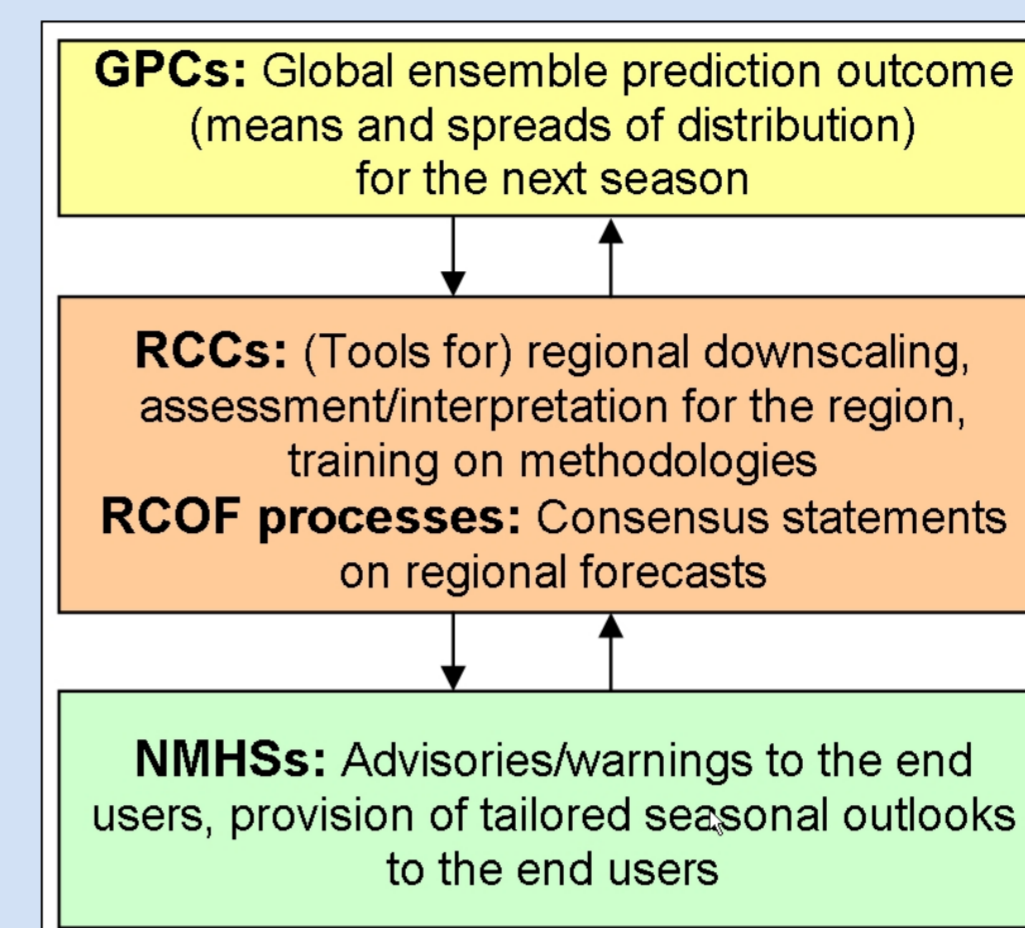 GPCs: Global ensemble prediction outcome
(means and spreads of distribution)
for the next season
RCCs: (Tools for) regional downscaling,
assessment/interpretation for the region,
training on methodologies
RCOF processes: Consensus statements
on regional forecasts
NMHSs: Advisories/warnings to the end
users, provision of tailored seasonal outlooks
to the end users